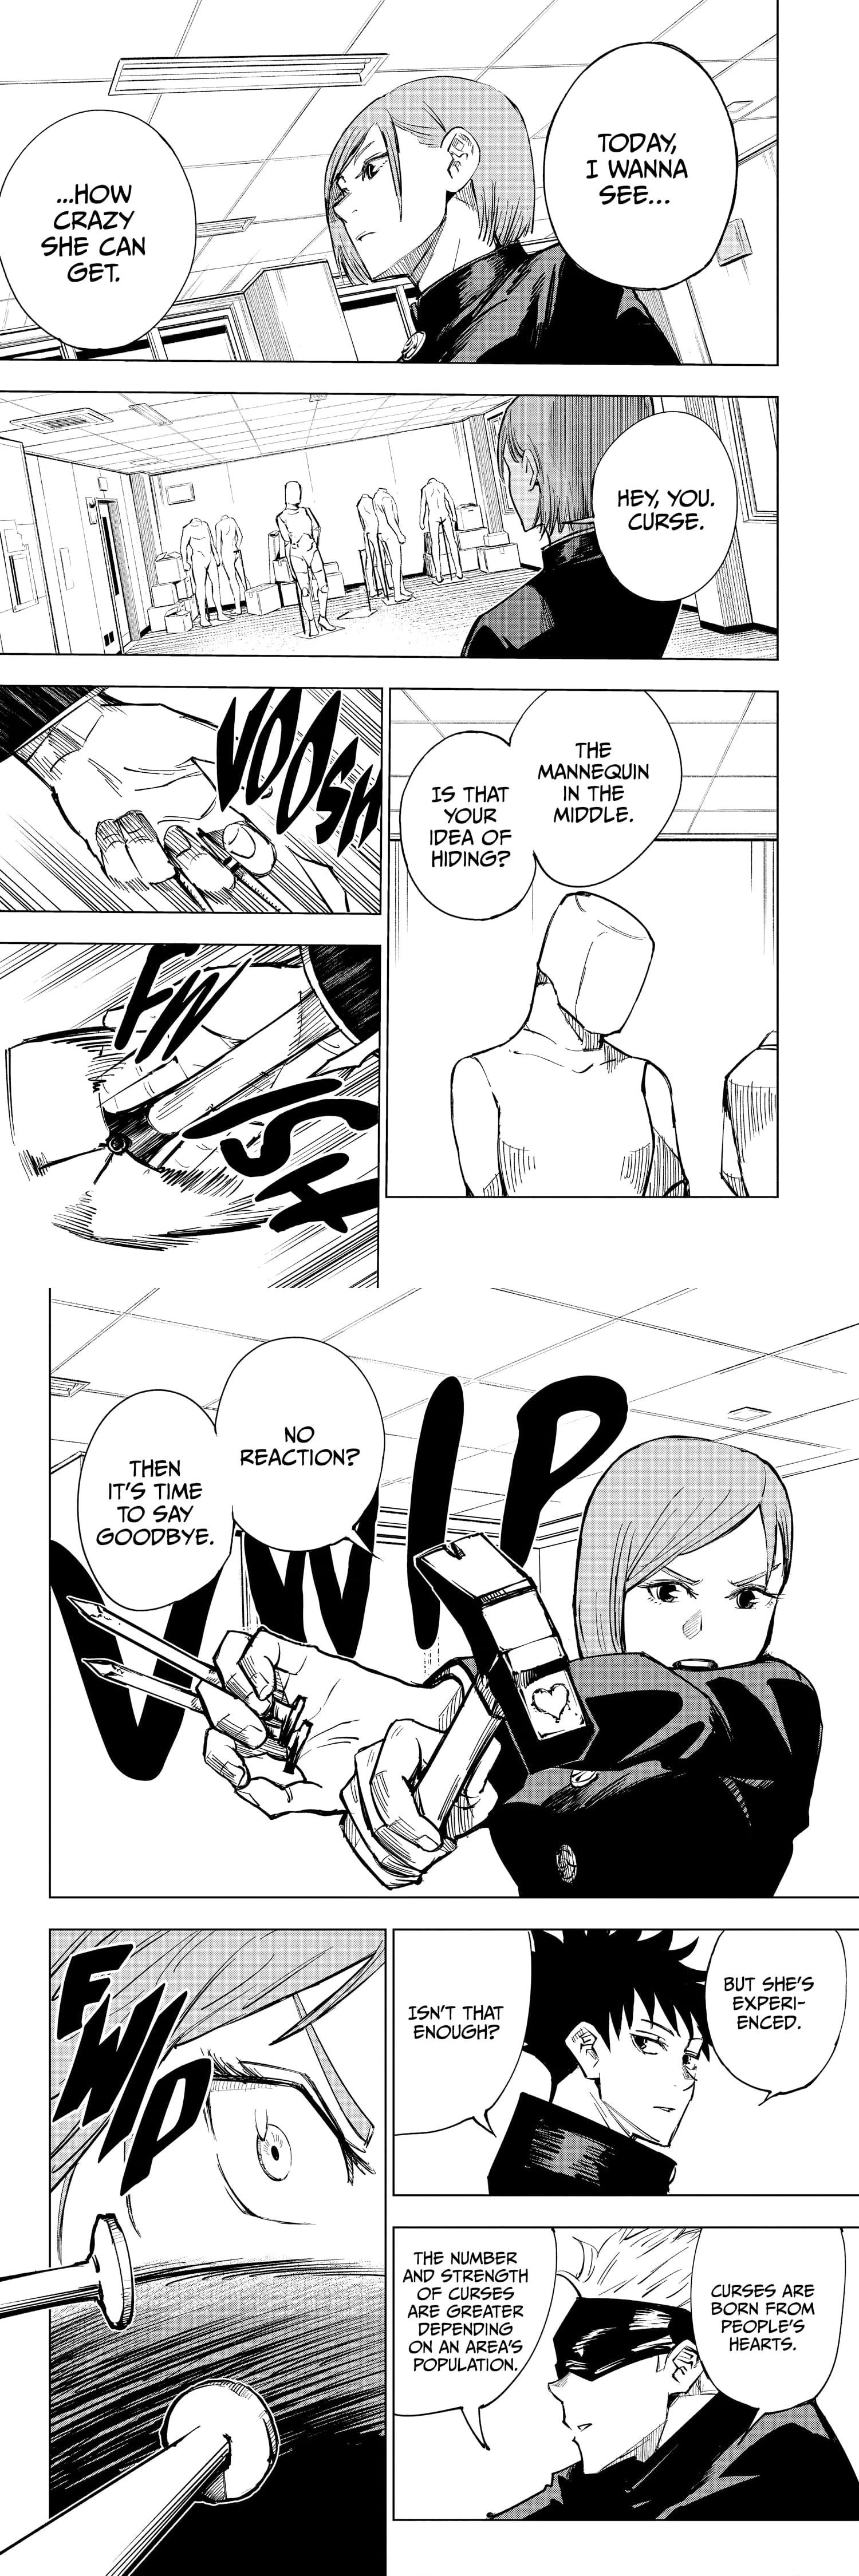 TODAY,
I WANNA
SEE...
...HOW
CRAZY
SHE CAN
GET.
HEY, YOU.
CURSE.
THE
MANNEQUIN
IN THE
MIDDLE.
IS THAT
YOUR
IDEA OF
HIDING?
VOOSH
FW
ISH
NO
REACTION?
THEN
IT'S TIME
TO SAY
GOODBYE.
VWIP
BUT SHE'S
EXPERI-
ENCED.
ISN'T THAT
ENOUGH?
CURSES ARE
BORN FROM
PEOPLE'S
HEARTS.
THE NUMBER
AND STRENGTH
OF CURSES
ARE GREATER
DEPENDING
ON AN AREA'S
POPULATION.
FWIP